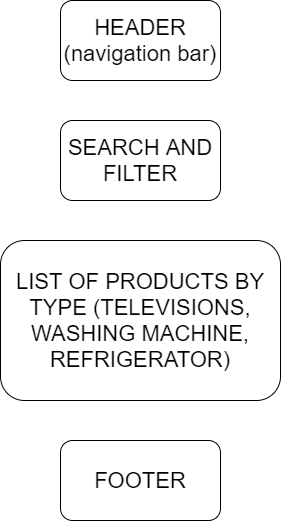 HEADER
(navigation bar)
SEARCH AND
FILTER
LIST OF PRODUCTS BY
TYPE (TELEVISIONS,
WASHING MACHINE,
REFRIGERATOR)
FOOTER